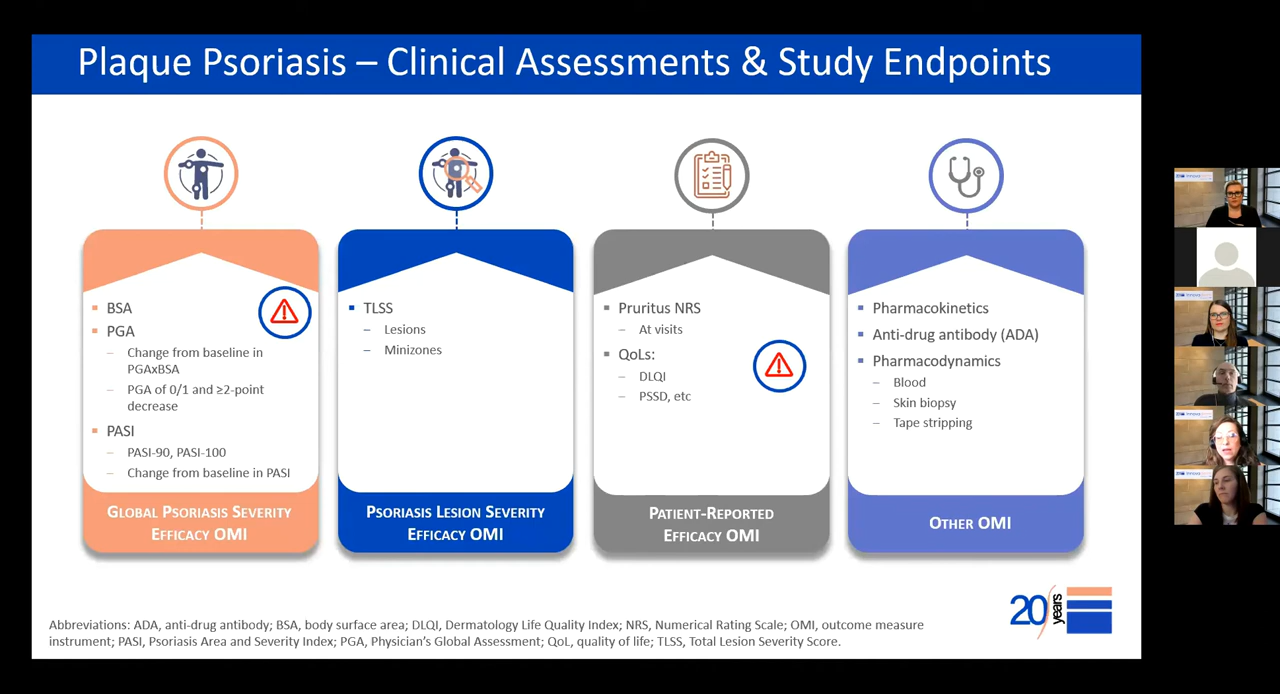 Plaque Psoriasis – Clinical Assessments & Study Endpoints
▪ BSA
▪ PGA
– Change from baseline in
PGAxBSA
– PGA of 0/1 and ≥2-point
decrease
▪ PASI
– PASI-90, PASI-100
– Change from baseline in PASI
GLOBAL PSORIASIS SEVERITY
EFFICACY OMI
▪ TLSS
– Lesions
– Minizones
PSORIASIS LESION SEVERITY
EFFICACY OMI
▪ Pruritus NRS
– At visits
▪ QoLs:
– DLQI
– PSSD, etc
PATIENT-REPORTED
EFFICACY OMI
▪ Pharmacokinetics
▪ Anti-drug antibody (ADA)
▪ Pharmacodynamics
– Blood
– Skin biopsy
– Tape stripping
OTHER OMI
Abbreviations: ADA, anti-drug antibody; BSA, body surface area; DLQI, Dermatology Life Quality Index; NRS, Numerical Rating Scale; OMI, outcome measure
instrument; PASI, Psoriasis Area and Severity Index; PGA, Physician's Global Assessment; QoL, quality of life; TLSS, Total Lesion Severity Score.
20 years